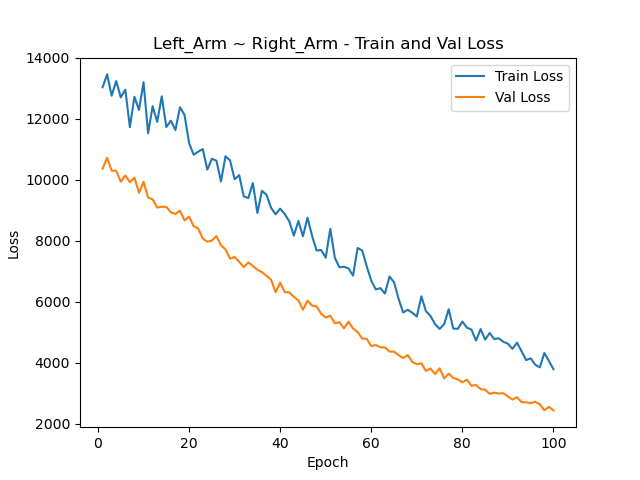 Left_Arm ~ Right_Arm - Train and Val Loss
Train Loss
Val Loss
Loss
14000
12000
10000
8000
6000
4000
2000
0
20
40
60
80
100
Epoch